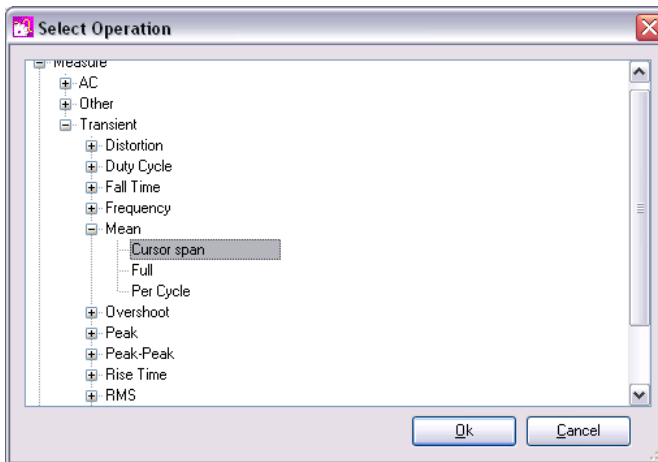 Select Operation
Measure
AC
Other
Transient
Distortion
Duty Cycle
Fall Time
Frequency
Mean
Cursor span
Full
Per Cycle
Overshoot
Peak
Peak-Peak
Rise Time
RMS
Ok
Cancel